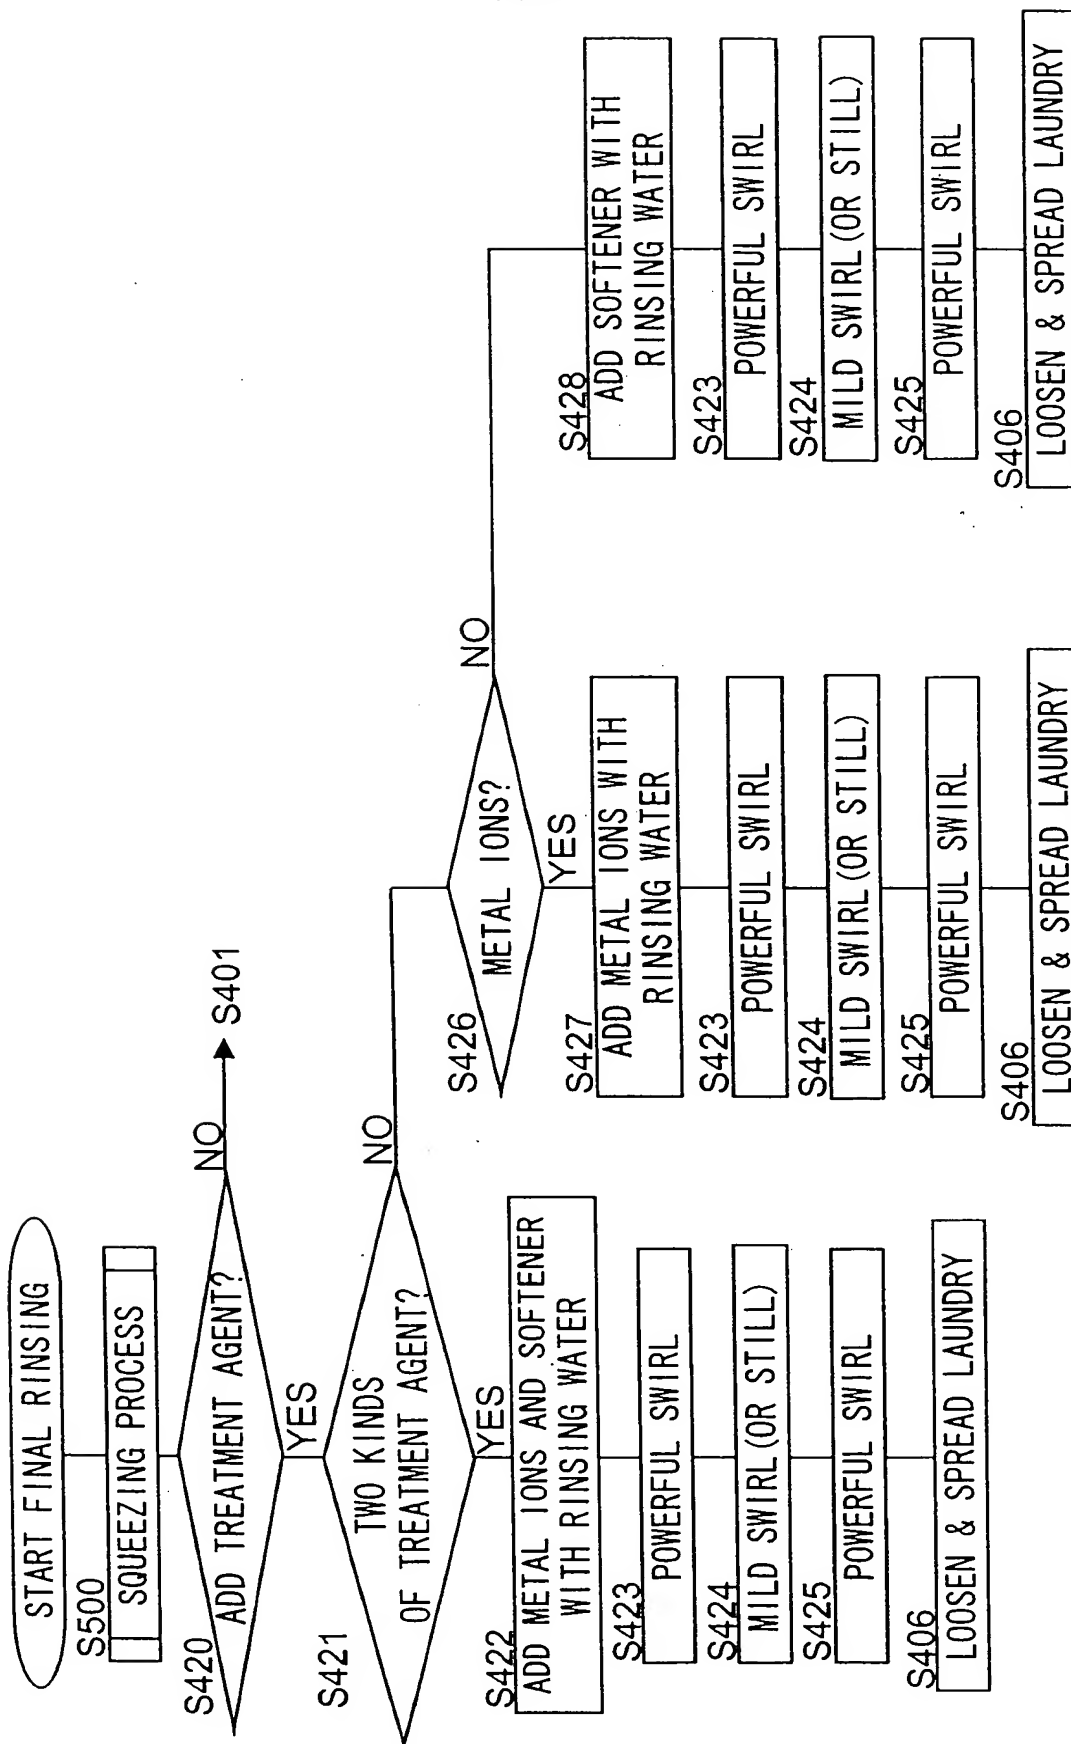 START FINAL RINSING
S500
SQUEEZING PROCESS
S420
ADD TREATMENT AGENT?
NO
S401
YES
S421
TWO KINDS
OF TREATMENT AGENT?
NO
YES
S422
ADD METAL IONS AND SOFTENER
WITH RINSING WATER
S423
POWERFUL SWIRL
S424
MILD SWIRL (OR STILL)
S425
POWERFUL SWIRL
S406
LOOSEN & SPREAD LAUNDRY
S426
METAL IONS?
NO
YES
S427
ADD METAL IONS WITH
RINSING WATER
S423
POWERFUL SWIRL
S424
MILD SWIRL (OR STILL)
S425
POWERFUL SWIRL
S406
LOOSEN & SPREAD LAUNDRY
S428
ADD SOFTENER WITH
RINSING WATER
S423
POWERFUL SWIRL
S424
MILD SWIRL (OR STILL)
S425
POWERFUL SWIRL
S406
LOOSEN & SPREAD LAUNDRY